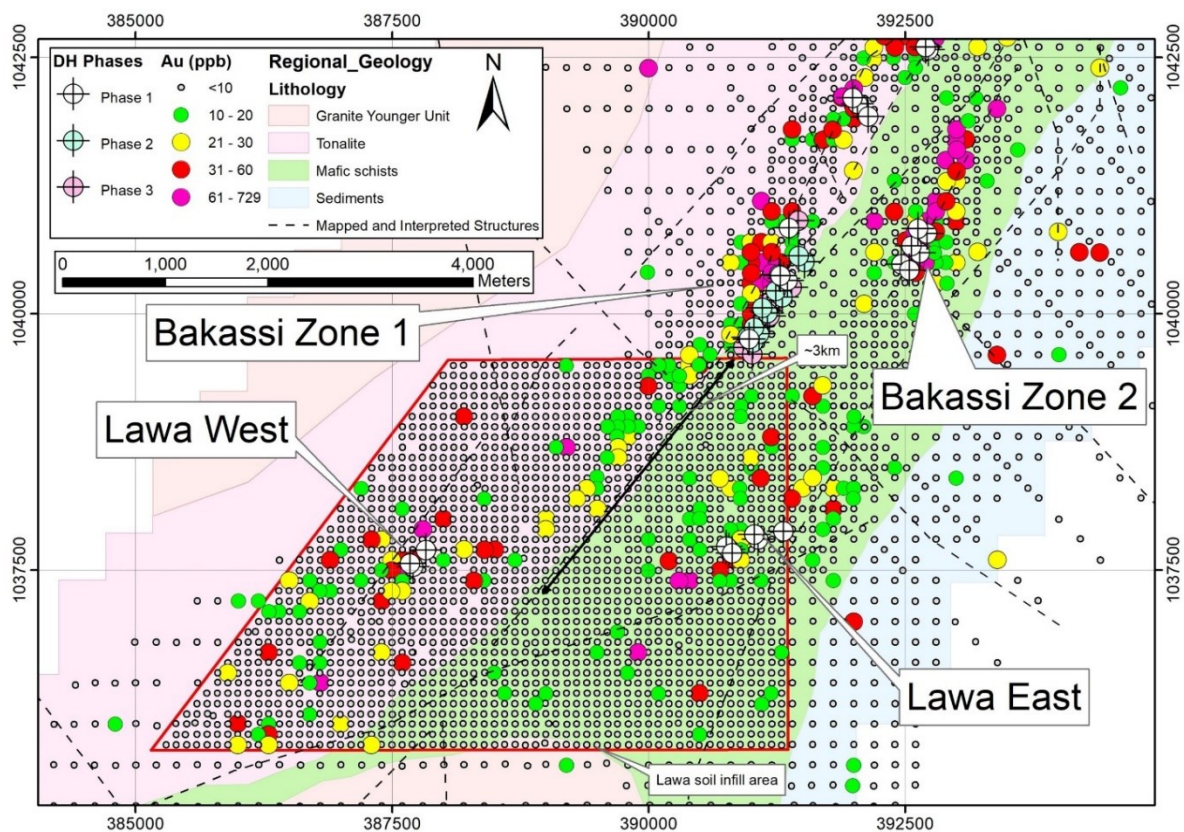 385000 387500 390000 392500
1042500
1040000
1037500
DH Phases
Phase 1
Phase 2
Phase 3
Au (ppb)
<10
10 - 20
21 - 30
31 - 60
61 - 729
Regional_Geology
Lithology
Granite Younger Unit
Tonalite
Mafic schists
Sediments
Mapped and Interpreted Structures
N
0 1,000 2,000 4,000
Meters
1042500
1040000
1037500
Bakassi Zone 1
~3km
Bakassi Zone 2
Lawa West
Lawa East
Lawa soil infill area
385000 387500 390000 392500